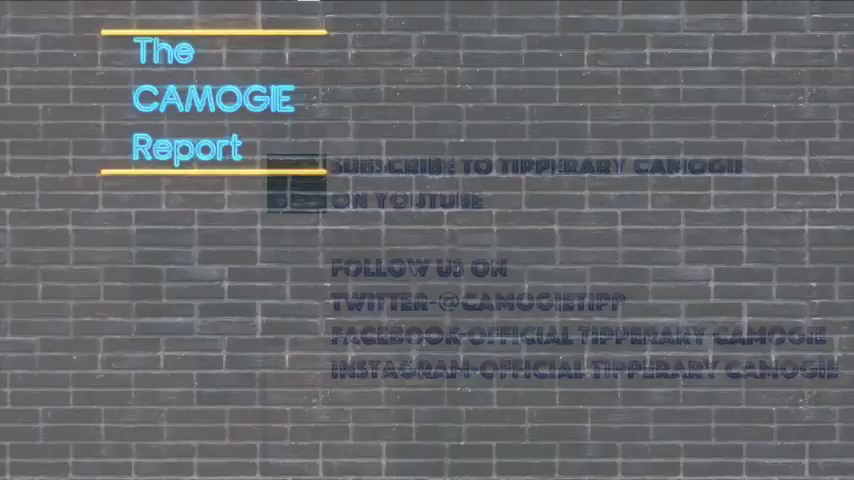 The
CAMOGIE
Report
SUBSCRIBE TO TIPPERARY CAMOGIE
ON YOUTUBE
FOLLOW US ON
TWITTER-@CAMOGIETIPP
FACEBOOK-OFFICIAL TIPPERARY CAMOGIE
INSTAGRAM-OFFICIAL TIPPERARY CAMOGIE